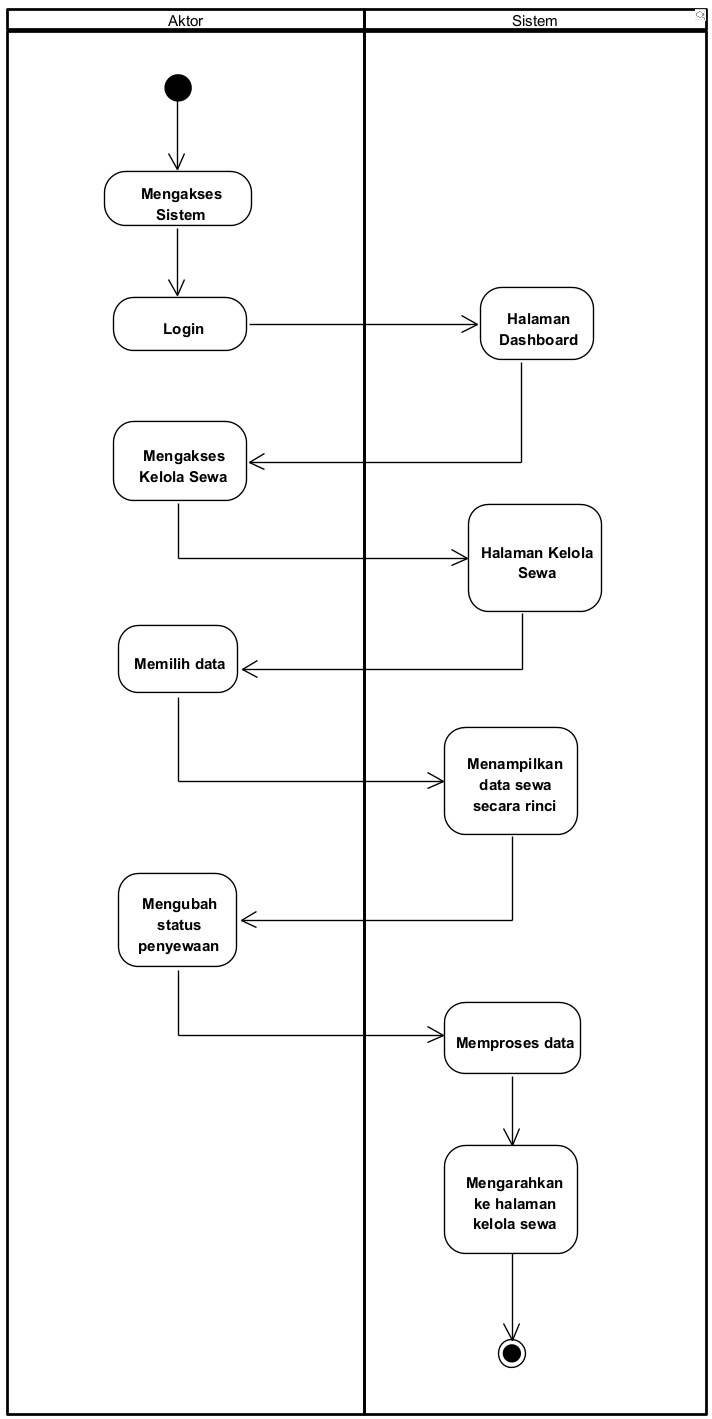 Aktor
Sistem
Mengakses
Sistem
Login
Halaman
Dashboard
Mengakses
Kelola Sewa
Halaman Kelola
Sewa
Memilih data
Menampilkan
data sewa
secara rinci
Mengubah
status
penyewaan
Memproses data
Mengarahkan
ke halaman
kelola sewa